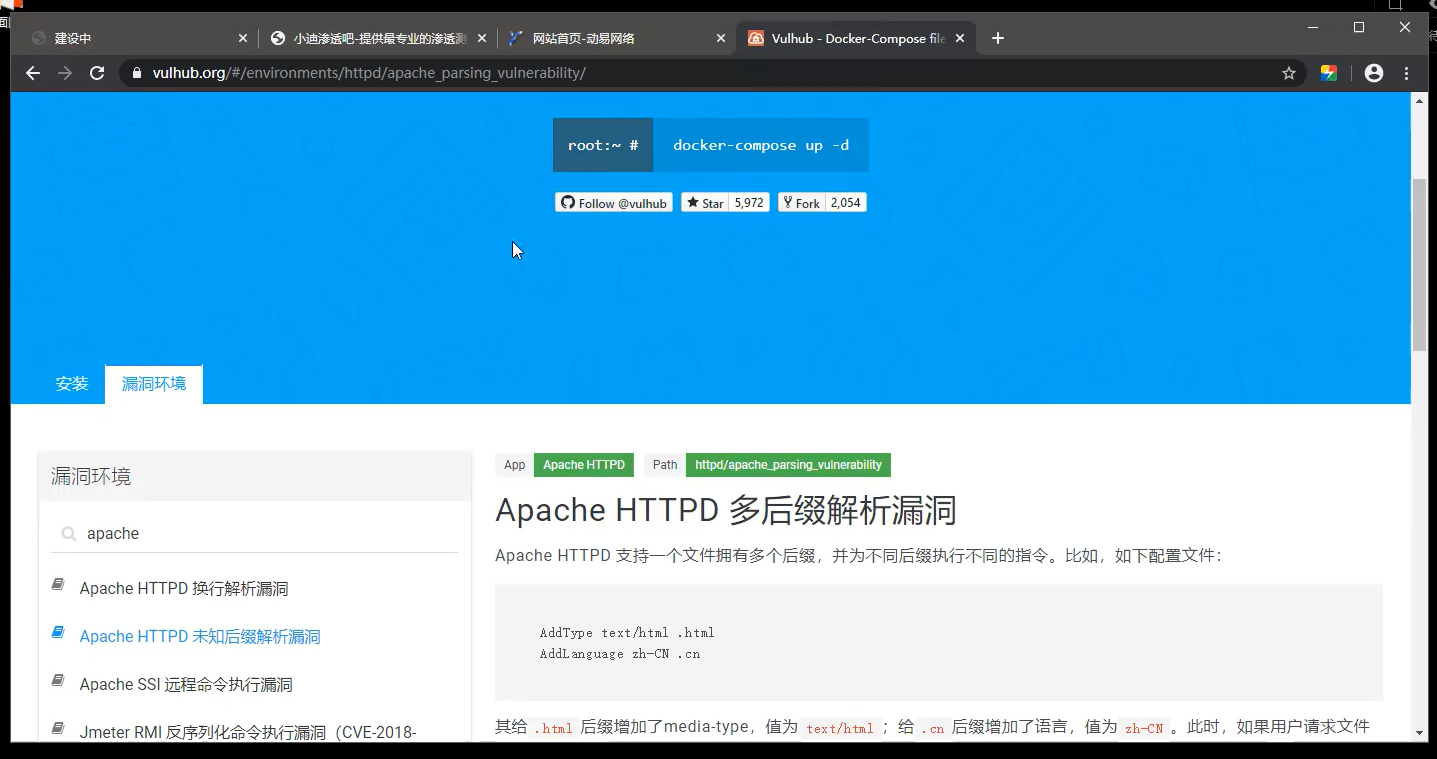 建设中
小迪渗透吧-提供最专业的渗透测
网站首页-动易网络
Vulhub - Docker-Compose file
vulhub.org/#/environments/httpd/apache_parsing_vulnerability/
root:~ # docker-compose up -d
Follow @vulhub Star 5,972 Fork 2,054
安装 漏洞环境
漏洞环境
apache
Apache HTTPD 换行解析漏洞
Apache HTTPD 未知后缀解析漏洞
Apache SSI 远程命令执行漏洞
Jmeter RMI 反序列化命令执行漏洞（CVE-2018-
App Apache HTTPD Path httpd/apache_parsing_vulnerability
Apache HTTPD 多后缀解析漏洞
Apache HTTPD 支持一个文件拥有多个后缀，并为不同后缀执行不同的指令。比如，如下配置文件：
AddType text/html .html
AddLanguage zh-CN .cn
其给 .html 后缀增加了media-type，值为 text/html ；给 .cn 后缀增加了语言，值为 zh-CN 。此时，如果用户请求文件